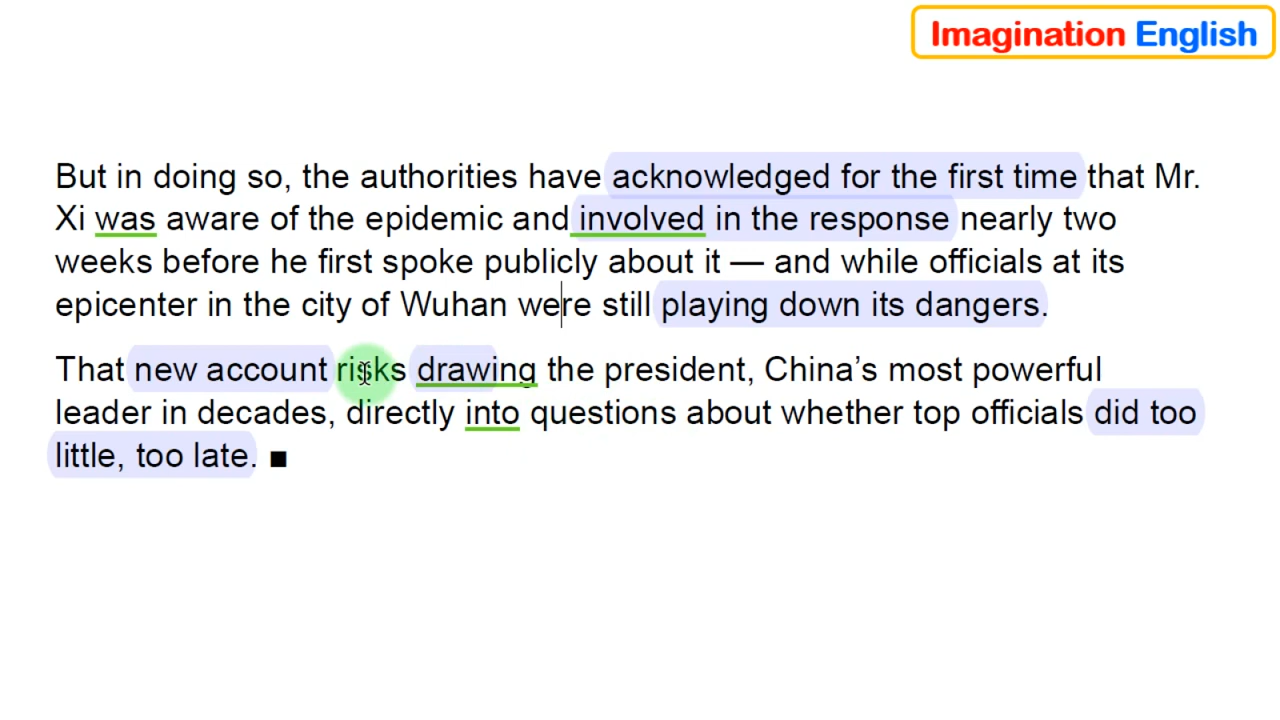 Imagination English
But in doing so, the authorities have acknowledged for the first time that Mr.
Xi was aware of the epidemic and involved in the response nearly two
weeks before he first spoke publicly about it — and while officials at its
epicenter in the city of Wuhan were still playing down its dangers.
That new account risks drawing the president, China’s most powerful
leader in decades, directly into questions about whether top officials did too
little, too late. ■